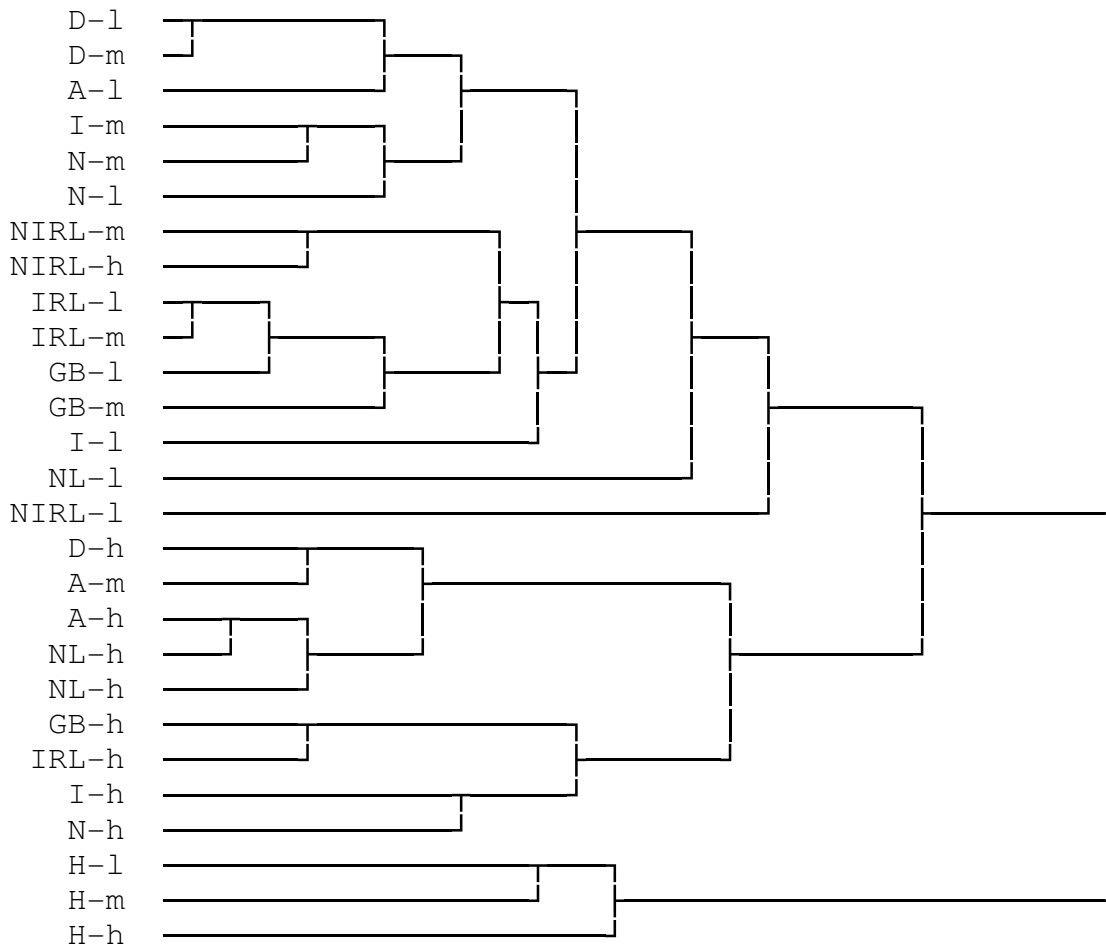 D-l
D-m
A-l
I-m
N-m
N-l
NIRL-m
NIRL-h
IRL-l
IRL-m
GB-l
GB-m
I-l
NL-l
NIRL-l
D-h
A-m
A-h
NL-h
NL-h
GB-h
IRL-h
I-h
N-h
H-l
H-m
H-h